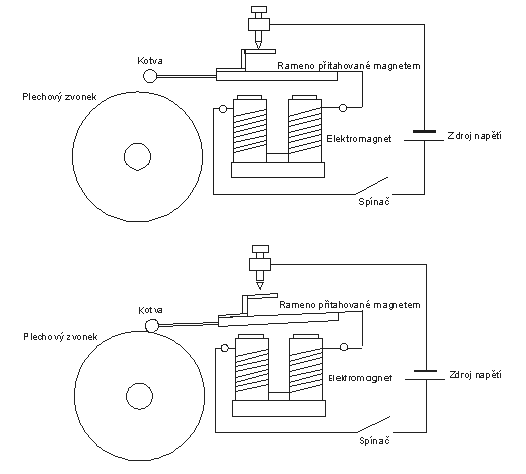 Kotva
Rameno přitahované magnetem
Plechový zvonek
Elektromagnet
Zdroj napětí
Spínač
Kotva
Rameno přitahované magnetem
Plechový zvonek
Elektromagnet
Zdroj napětí
Spínač